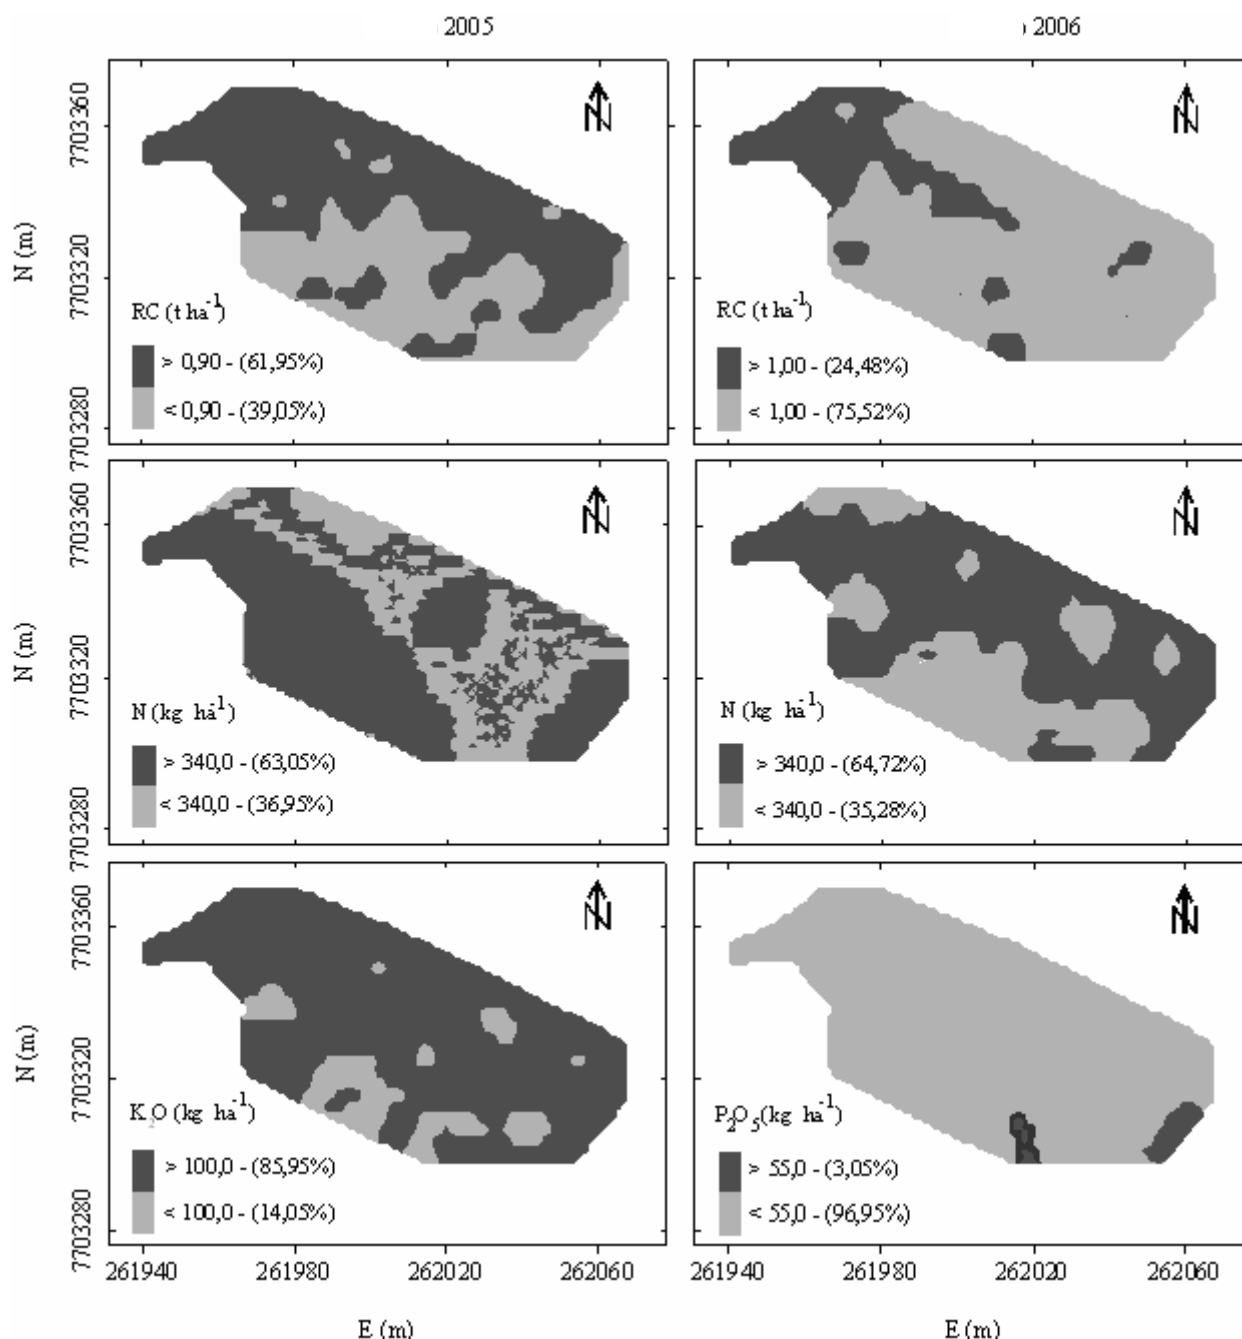 2005
2006
N (m)
7703360
7703320
7703280
N
RC (t ha⁻¹)
> 0,90 - (61,95%)
< 0,90 - (39,05%)
N
RC (t ha⁻¹)
> 1,00 - (24,48%)
< 1,00 - (75,52%)
N (m)
7703360
7703320
7703280
N
N (kg ha⁻¹)
> 340,0 - (63,05%)
< 340,0 - (36,95%)
N
N (kg ha⁻¹)
> 340,0 - (64,72%)
< 340,0 - (35,28%)
N (m)
7703360
7703320
7703280
N
K₂O (kg ha⁻¹)
> 100,0 - (85,95%)
< 100,0 - (14,05%)
N
P₂O₅(kg ha⁻¹)
> 55,0 - (3,05%)
< 55,0 - (96,95%)
261940 261980 262020 262060
261940 261980 262020 262060
E (m)
E (m)